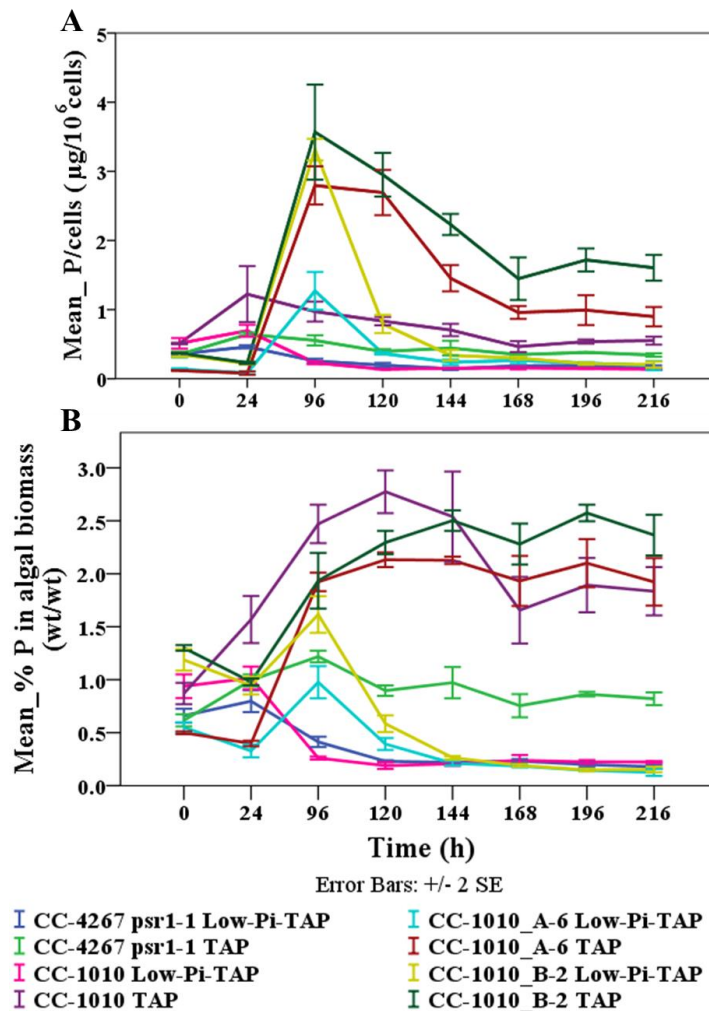 A
Mean_ P/cells ( µg/10 6cells)
5
4
3
2
1
0
0 24 96 120 144 168 196 216
B
Mean_% P in algal biomass
(wt/wt)
3.0
2.5
2.0
1.5
1.0
0.5
0.0
0 24 96 120 144 168 196 216
Time (h)
Error Bars: +/- 2 SE
CC-4267 psr1-1 Low-Pi-TAP
CC-4267 psr1-1 TAP
CC-1010 Low-Pi-TAP
CC-1010 TAP
CC-1010_A-6 Low-Pi-TAP
CC-1010_A-6 TAP
CC-1010_B-2 Low-Pi-TAP
CC-1010_B-2 TAP